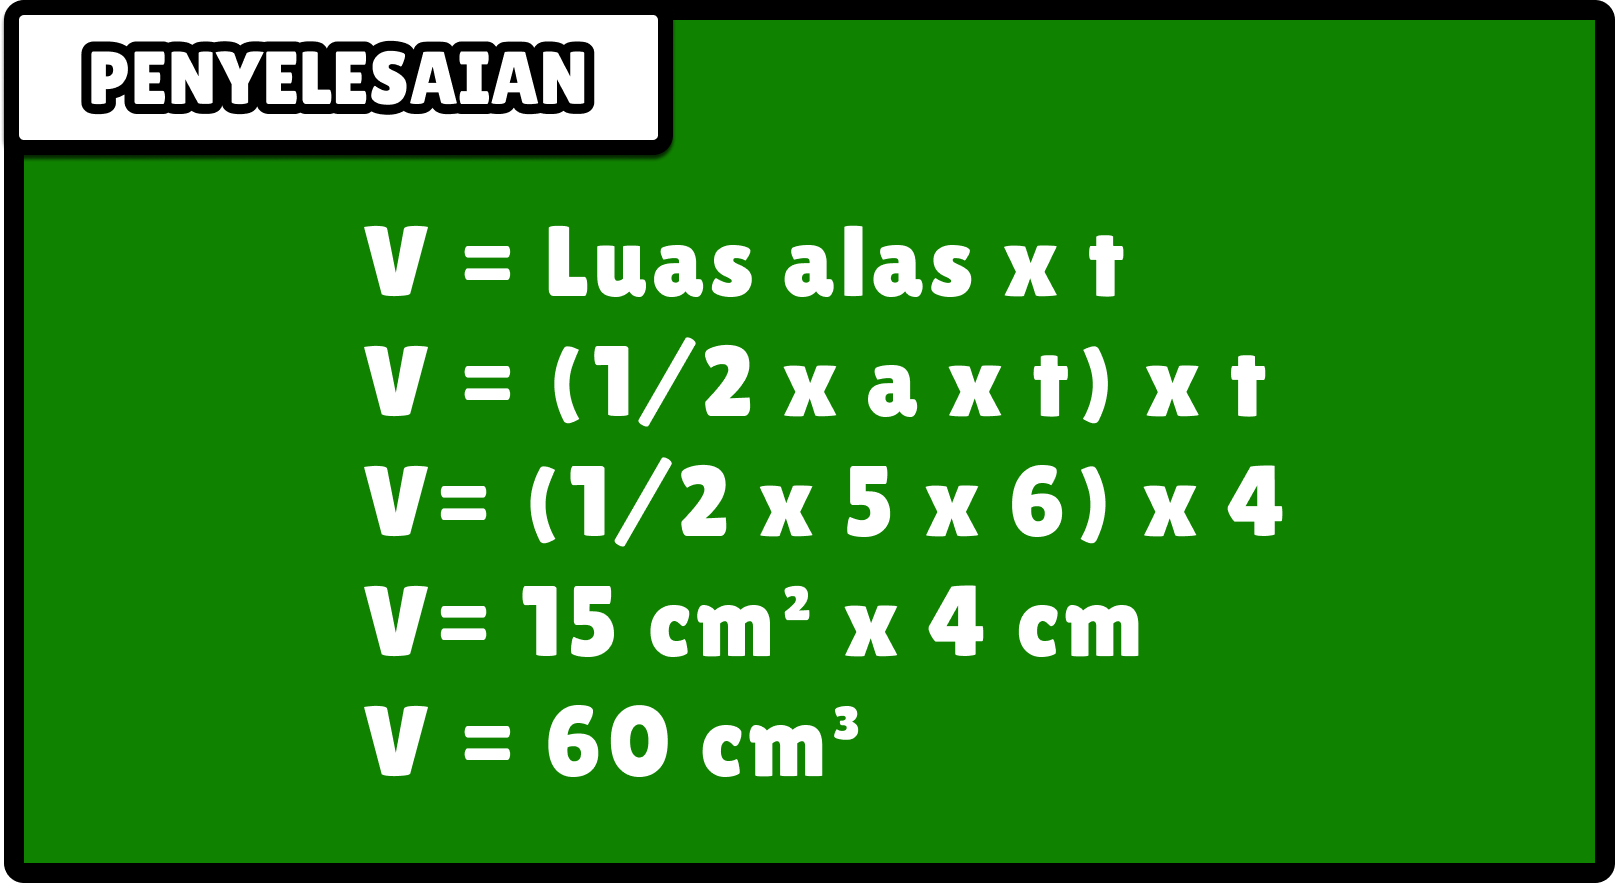 PENYELESAIAN
V = Luas alas x t
V = (1/2 x a x t) x t
V= (1/2 x 5 x 6) x 4
V= 15 cm² x 4 cm
V = 60 cm³